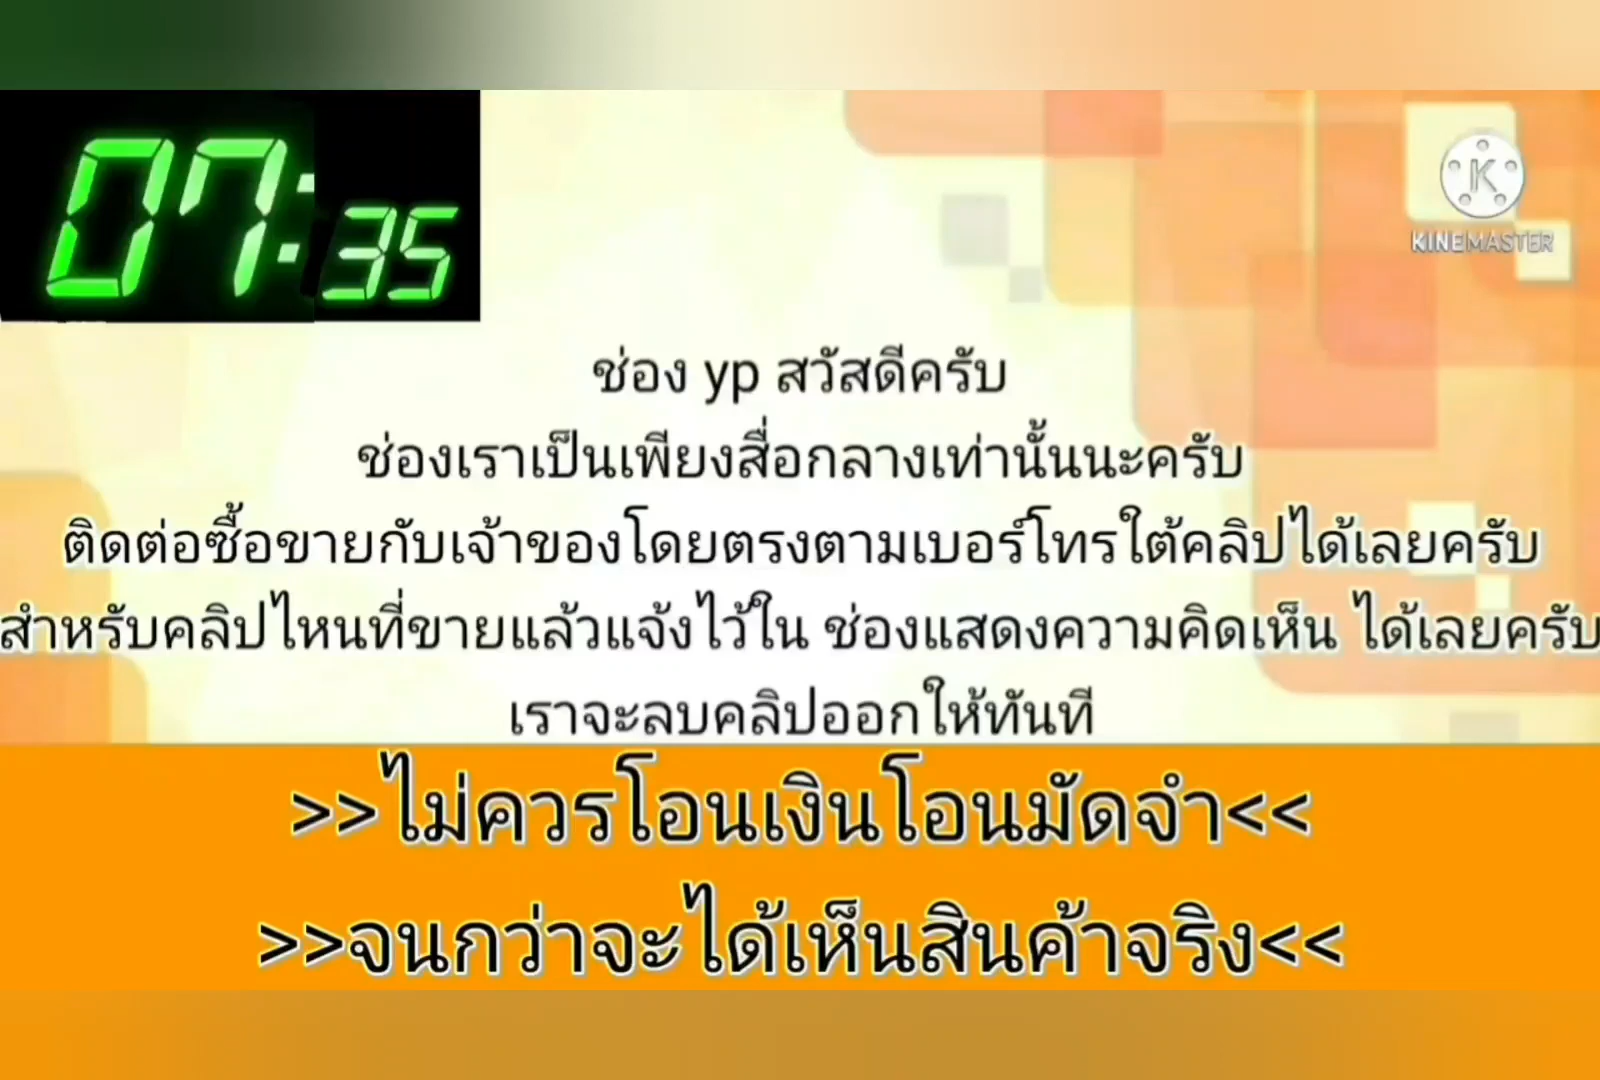 07:35
KINEMASTER
ช่อง yp สวัสดีครับ
ช่องเราเป็นเพียงสื่อกลางเท่านั้นนะครับ
ติดต่อซื้อขายกับเจ้าของโดยตรงตามเบอร์โทรใต้คลิปได้เลยครับ
สำหรับคลิปไหนที่ขายแล้วแจ้งไว้ใน ช่องแสดงความคิดเห็น ได้เลยครับ
เราจะลบคลิปออกให้ทันที
>>ไม่ควรโอนเงินโอนมัดจำ<<
>>จนกว่าจะได้เห็นสินค้าจริง<<